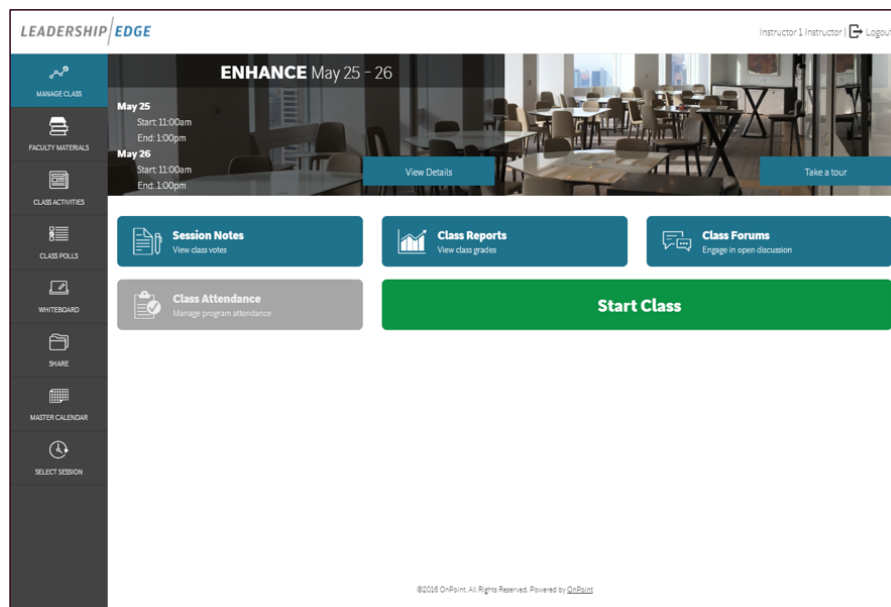 LEADERSHIP EDGE
Instructor 1 Instructor | Logout
MANAGE CLASS
FACULTY MATERIALS
CLASS ACTIVITIES
CLASS POLLS
WHITEBOARD
SHARE
MASTER CALENDAR
SELECT SESSION
ENHANCE May 25 - 26
May 25
Start: 11:00am
End: 1:00pm
May 26
Start: 11:00am
End: 1:00pm
View Details
Take a tour
Session Notes
View class votes
Class Reports
View class grades
Class Forums
Engage in open discussion
Class Attendance
Manage program attendance
Start Class
©2016 OnPoint. All Rights Reserved. Powered by OnPoint